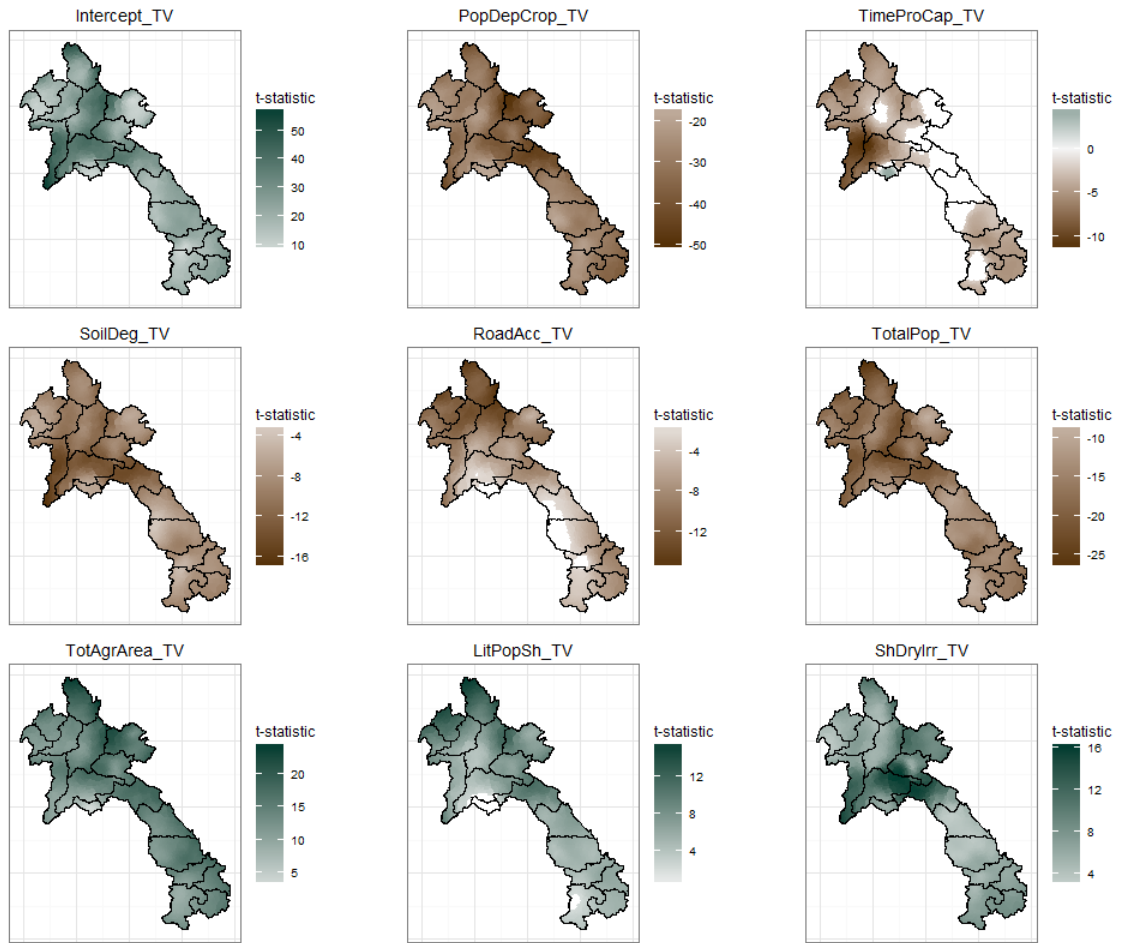 Intercept_TV
PopDepCrop_TV
TimeProCap_TV
t-statistic
50
40
30
20
10
t-statistic
-20
-30
-40
-50
t-statistic
0
-5
-10
SoilDeg_TV
RoadAcc_TV
TotalPop_TV
t-statistic
-4
-8
-12
-16
t-statistic
-4
-8
-12
t-statistic
-10
-15
-20
-25
TotAgrArea_TV
LitPopSh_TV
ShDryIrr_TV
t-statistic
20
15
10
5
t-statistic
12
8
4
t-statistic
16
12
8
4